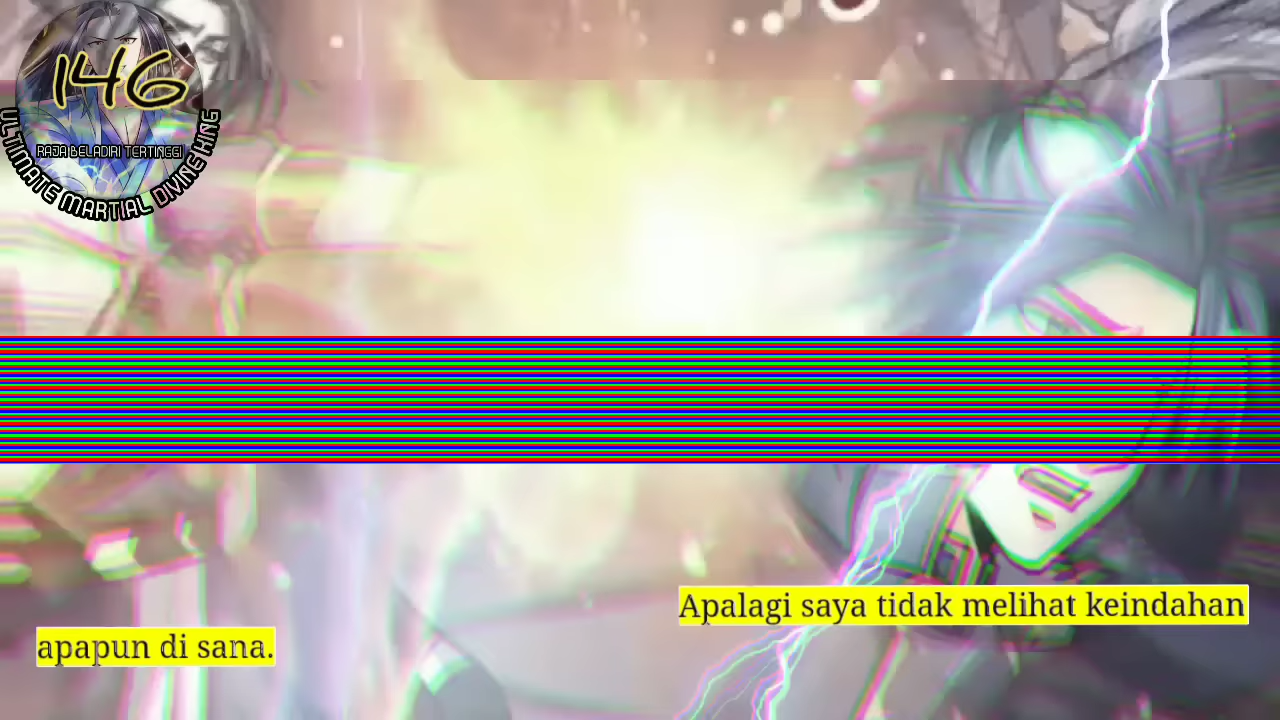 146
RAJA BELADIRI TERTINGGI
ULTIMATE MARTIAL DIVINE KING
Apalagi saya tidak melihat keindahan
apapun di sana.